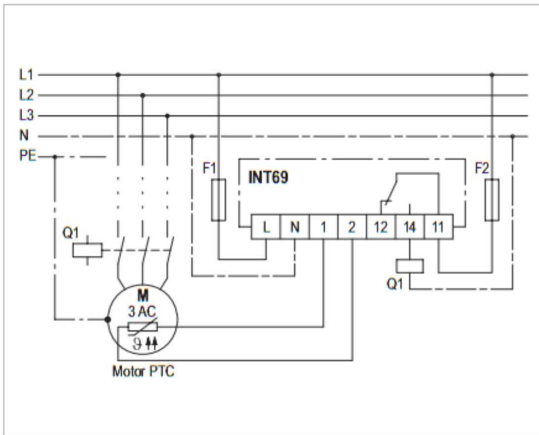 L1
L2
L3
N
PE
F1
INT69
F2
L N 1 2 12 14 11
Q1
Q1
M
3 AC
ϑ
Motor PTC